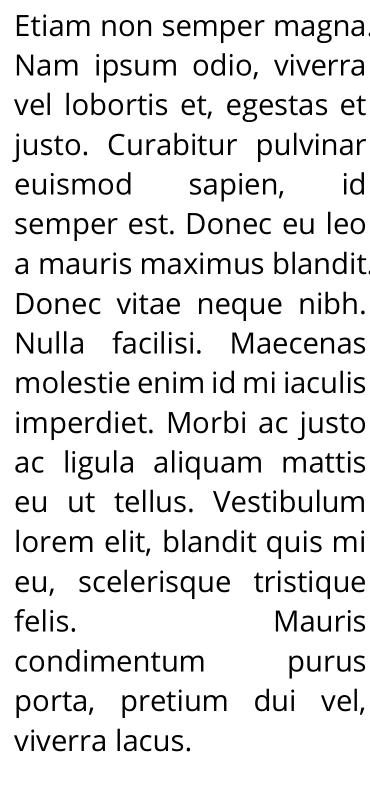 Etiam non semper magna.
Nam ipsum odio, viverra
vel lobortis et, egestas et
justo. Curabitur pulvinar
euismod sapien, id
semper est. Donec eu leo
a mauris maximus blandit.
Donec vitae neque nibh.
Nulla facilisi. Maecenas
molestie enim id mi iaculis
imperdiet. Morbi ac justo
ac ligula aliquam mattis
eu ut tellus. Vestibulum
lorem elit, blandit quis mi
eu, scelerisque tristique
felis. Mauris
condimentum purus
porta, pretium dui vel,
viverra lacus.